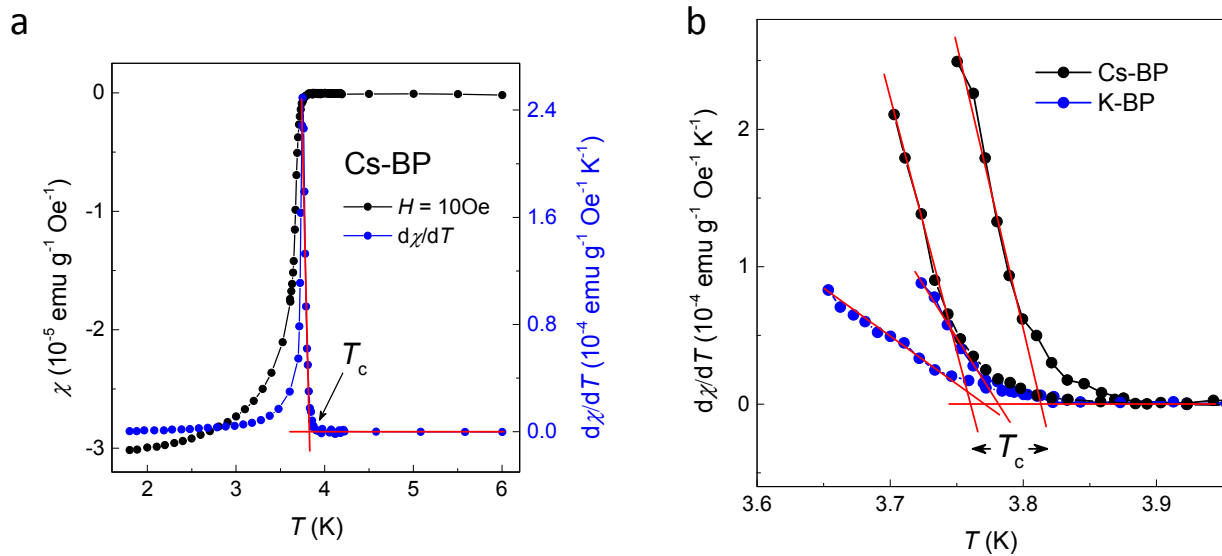 a
0
-1
-2
-3
χ (10⁻⁵ emu g⁻¹ Oe⁻¹)
Cs-BP
H = 10Oe
dχ/dT
T_c
2.4
1.6
0.8
0.0
dχ/dT (10⁻⁴ emu g⁻¹ Oe⁻¹ K⁻¹)
2 3 4 5 6
T (K)
b
2
1
0
dχ/dT (10⁻⁴ emu g⁻¹ Oe⁻¹ K⁻¹)
Cs-BP
K-BP
T_c
3.6 3.7 3.8 3.9
T (K)